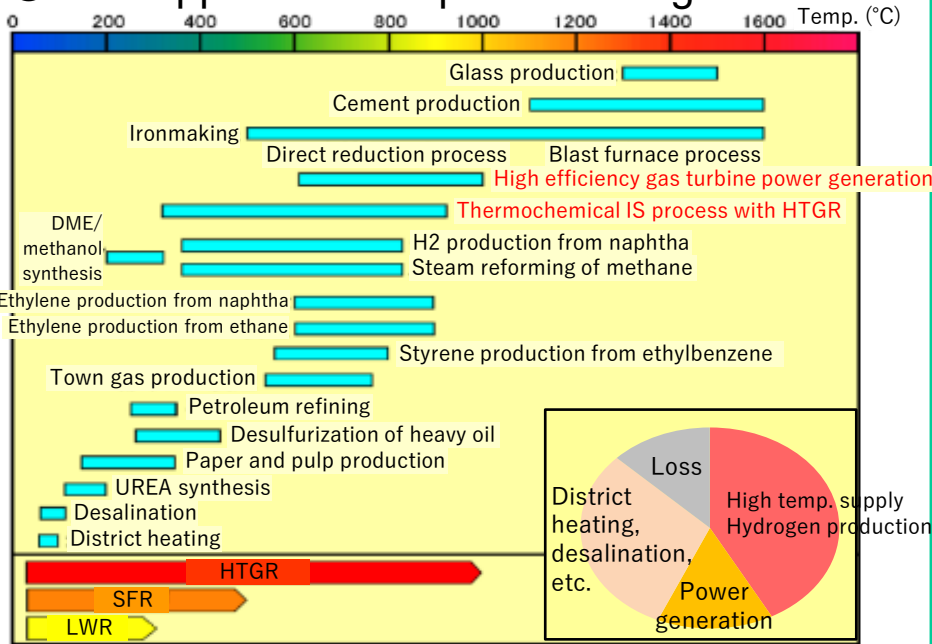 0 200 400 600 800 1000 1200 1400 1600 Temp. (°C)
Glass production
Cement production
Ironmaking
Direct reduction process Blast furnace process
High efficiency gas turbine power generation
Thermochemical IS process with HTGR
DME/
methanol
synthesis
H2 production from naphtha
Steam reforming of methane
Ethylene production from naphtha
Ethylene production from ethane
Styrene production from ethylbenzene
Town gas production
Petroleum refining
Desulfurization of heavy oil
Paper and pulp production
UREA synthesis
Desalination
District heating
HTGR
SFR
LWR
Loss
High temp. supply
Hydrogen production
District
heating,
desalination,
etc.
Power
generation